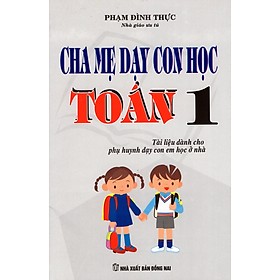 PHẠM ĐÌNH THỰC
Nhà giáo ưu tú
CHA MẸ DẠY CON HỌC
TOÁN 1
Tài liệu dành cho
phụ huynh dạy con em học ở nhà
NHÀ XUẤT BẢN ĐỒNG NAI